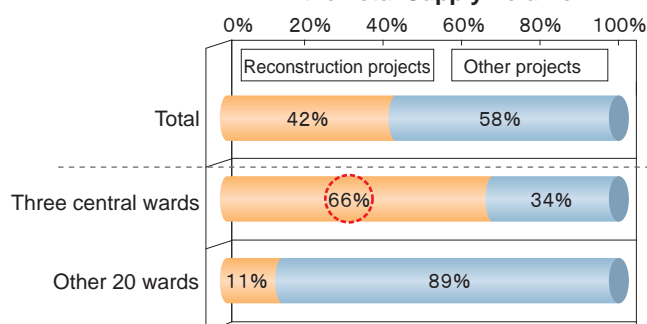 0% 20% 40% 60% 80% 100%
Reconstruction projects Other projects
Total 42% 58%
Three central wards 66% 34%
Other 20 wards 11% 89%